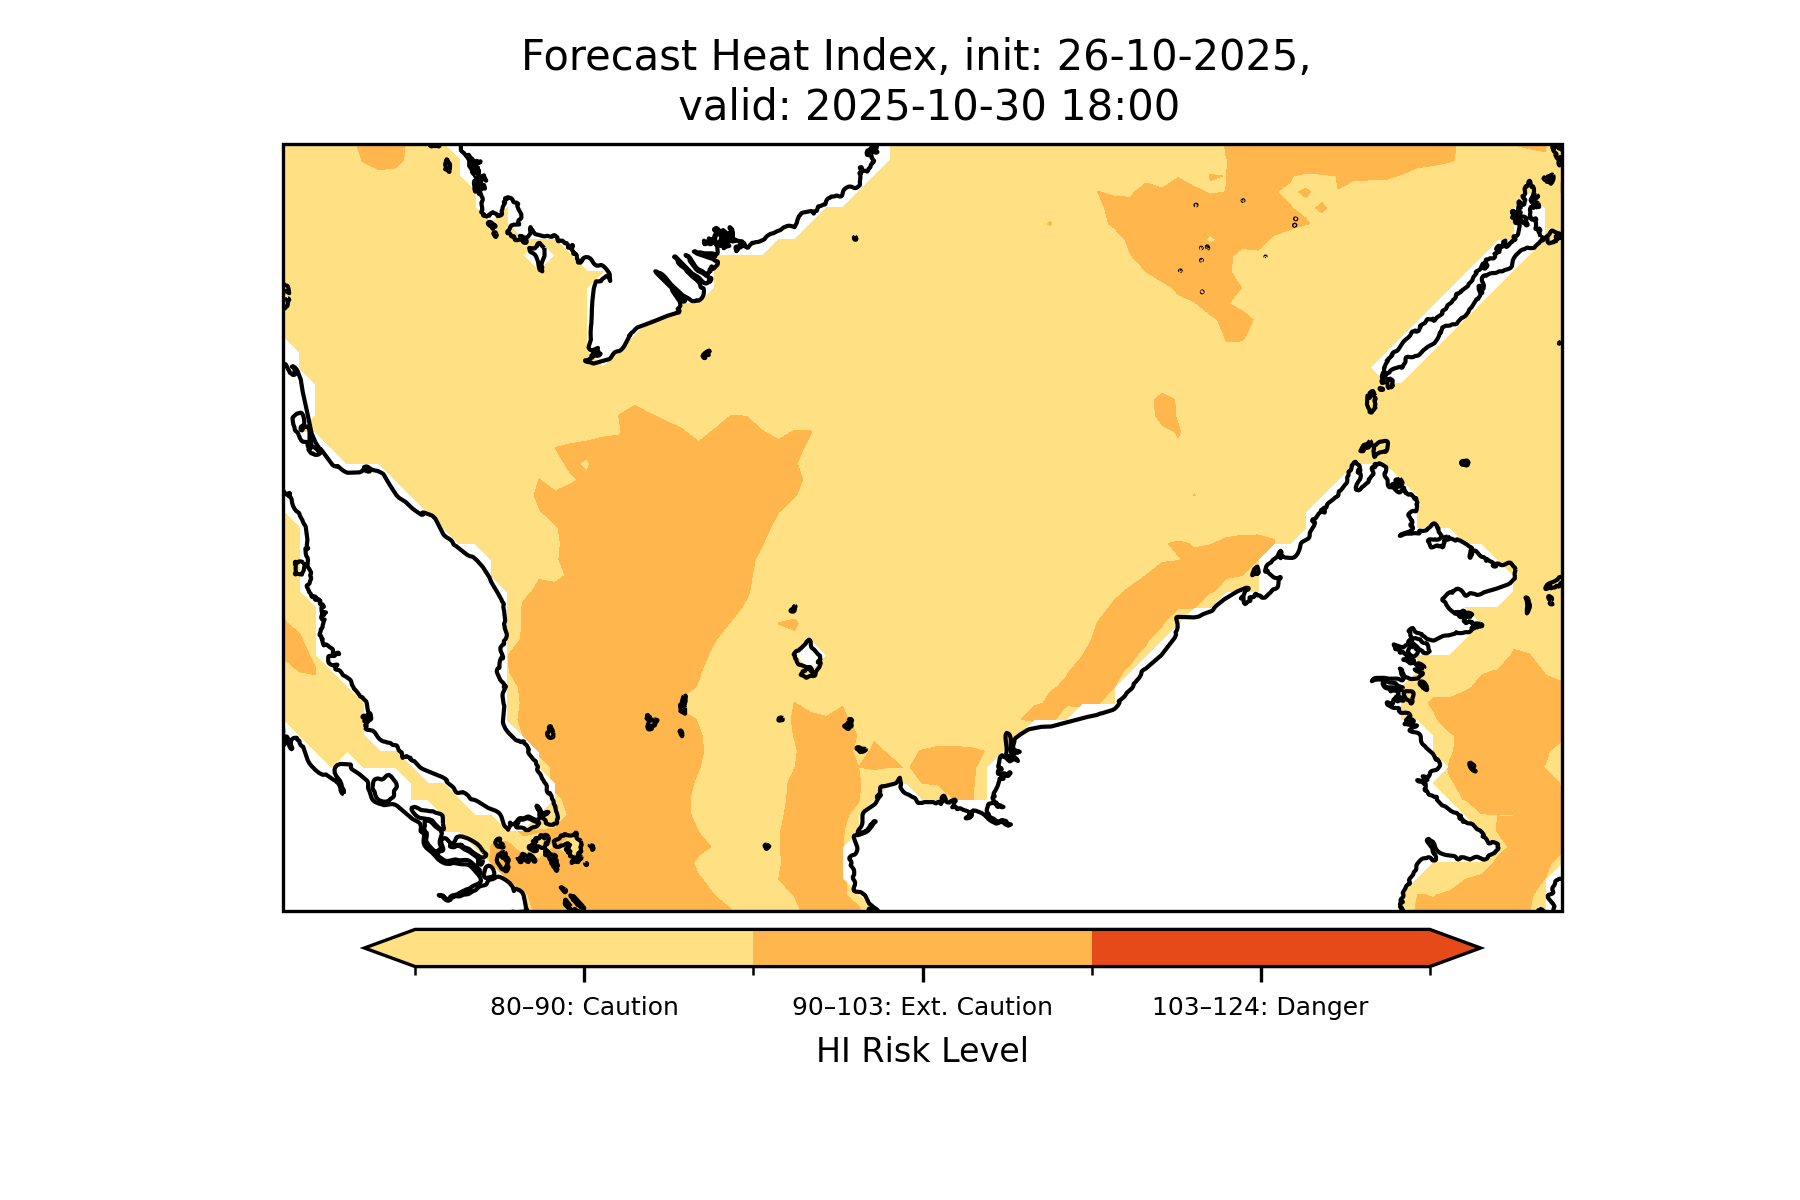 Forecast Heat Index, init: 26-10-2025,
valid: 2025-10-30 18:00
80–90: Caution
90–103: Ext. Caution
103–124: Danger
HI Risk Level